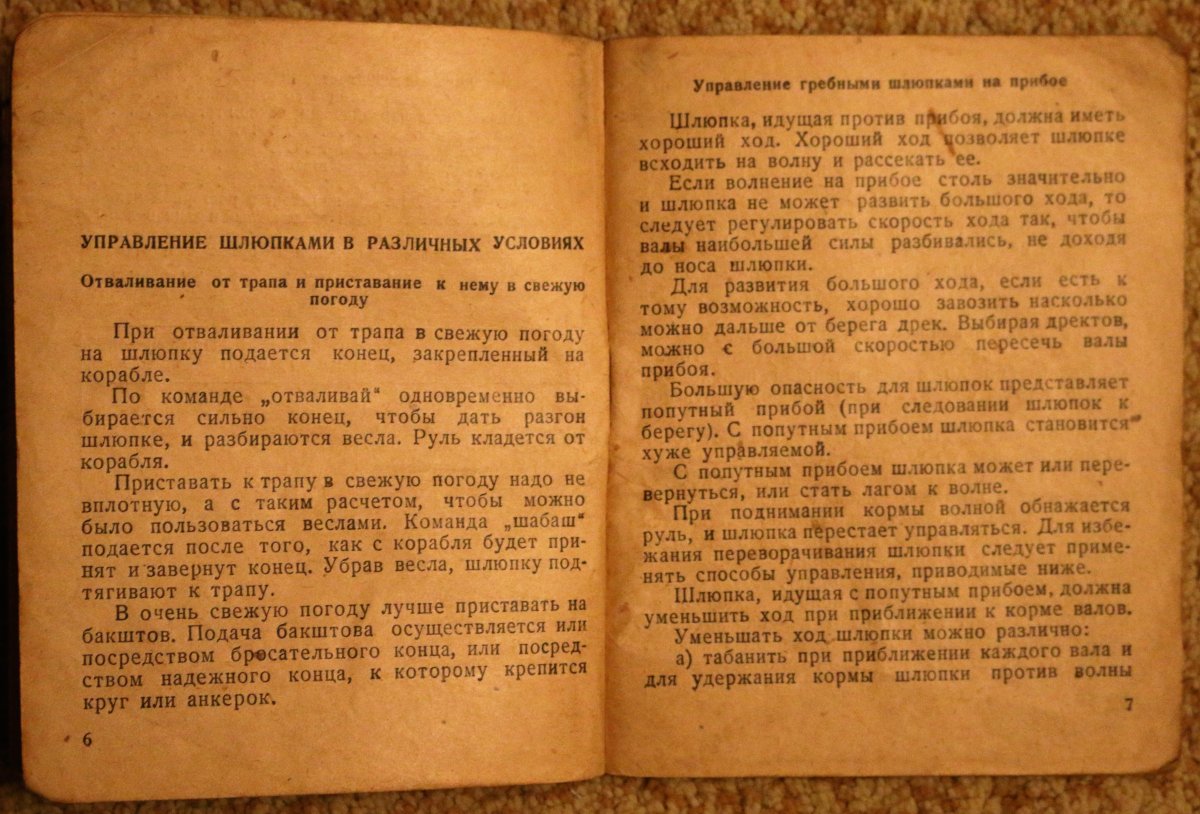 УПРАВЛЕНИЕ ШЛЮПКАМИ В РАЗЛИЧНЫХ УСЛОВИЯХ
Отваливание от трапа и приставание к нему в свежую
погоду
При отваливании от трапа в свежую погоду
на шлюпку подается конец, закрепленный на
корабле.
По команде „отваливай“ одновременно вы-
бирается сильно конец, чтобы дать разгон
шлюпке, и разбираются весла. Руль кладется от
корабля.
Приставать к трапу в свежую погоду надо не
вплотную, а с таким расчетом, чтобы можно
было пользоваться веслами. Команда „шабаш“
подается после того, как с корабля будет при-
нят и завернут конец. Убрав весла, шлюпку под-
тягивают к трапу.
В очень свежую погоду лучше приставать на
бакштов. Подача бакштова осуществляется или
посредством бросательного конца, или посред-
ством надежного конца, к которому крепится
круг или анкерок.
6
Управление гребными шлюпками на прибое
Шлюпка, идущая против прибоя, должна иметь
хороший ход. Хороший ход позволяет шлюпке
всходить на волну и рассекать ее.
Если волнение на прибое столь значительно
и шлюпка не может развить большого хода, то
следует регулировать скорость хода так, чтобы
валы наибольшей силы разбивались, не доходя
до носа шлюпки.
Для развития большого хода, если есть к
тому возможность, хорошо завозить насколько
можно дальше от берега дрек. Выбирая дректов,
можно с большой скоростью пересечь валы
прибоя.
Большую опасность для шлюпок представляет
попутный прибой (при следовании шлюпок к
берегу). С попутным прибоем шлюпка становится
хуже управляемой.
С попутным прибоем шлюпка может или пере-
вернуться, или стать лагом к волне.
При поднимании кормы волной обнажается
руль, и шлюпка перестает управляться. Для избе-
жания переворачивания шлюпки следует приме-
нять способы управления, приводимые ниже.
Шлюпка, идущая с попутным прибоем, должна
уменьшить ход при приближении к корме валов.
Уменьшать ход шлюпки можно различно:
а) табанить при приближении каждого вала и
для удержания кормы шлюпки против волны
7